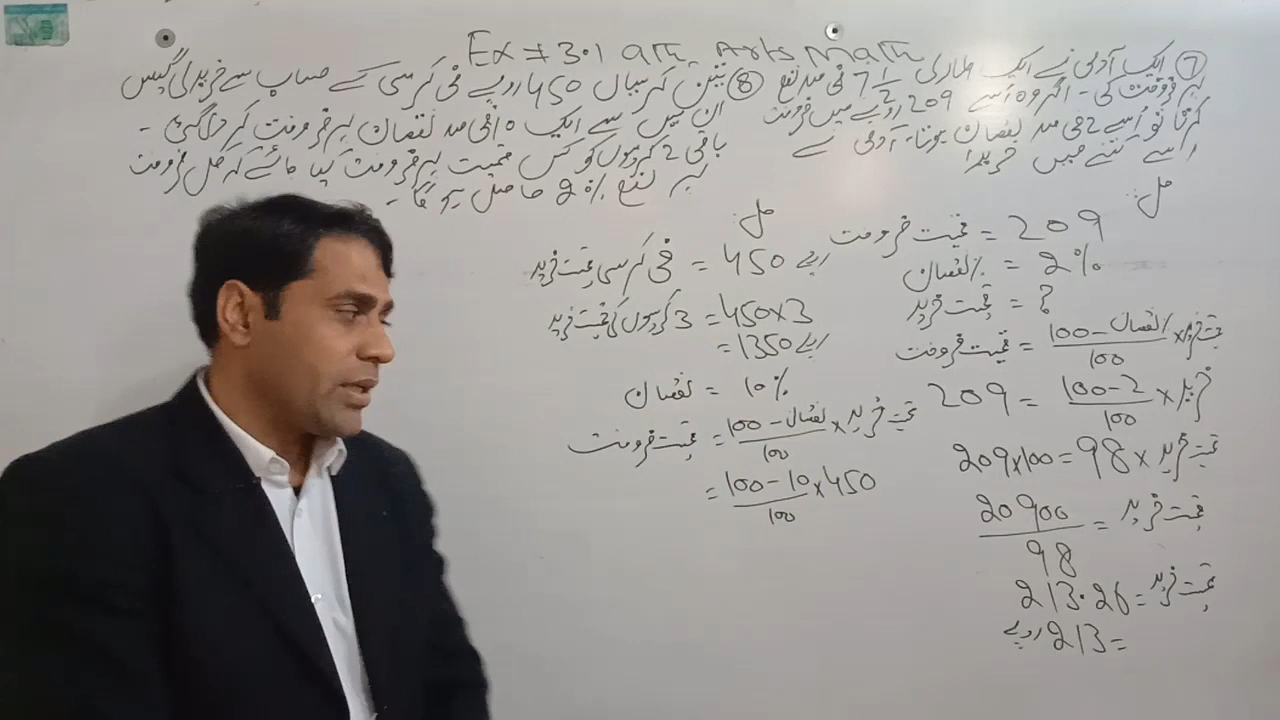 Ex # 3.1 9th Arts Math
⑦ ایک آدمی نے ایک الماری 7 1/2 فی صد نفع
پر فروخت کی۔ اگر وہ اُسے 209 روپے میں فروخت
کرتا تو اُسے 2 فی صد نقصان ہوتا۔ آدمی نے
اسے کتنے میں خریدا
حل:
209 = قیمت فروخت
2% = %نقصان
? = قیمت خرید
قیمت فروخت = 100-%نقصان / 100 × قیمت خرید
209 = 100-2 / 100 × خرید
209×100 = 98 × قیمت خرید
20900 / 98 = قیمت خرید
213.26 = قیمت خرید
213 روپے =
⑧ تین کرسیاں 450 روپے فی کرسی کے حساب سے خریدی گئیں
ان میں سے ایک 10 فی صد نقصان پر فروخت کر دی گئی۔
باقی 2 کرسیوں کو کس قیمت پر فروخت کیا جائے کہ کل فروخت
پر نفع 20% حاصل ہو گا۔
حل:
فی کرسی قیمت خرید = 450 روپے
3 کرسیوں کی قیمت خرید = 450×3
= 1350 روپے
نقصان = 10%
قیمت فروخت = 100-نقصان / 100 × قیمت خرید
= 100-10 / 100 × 450